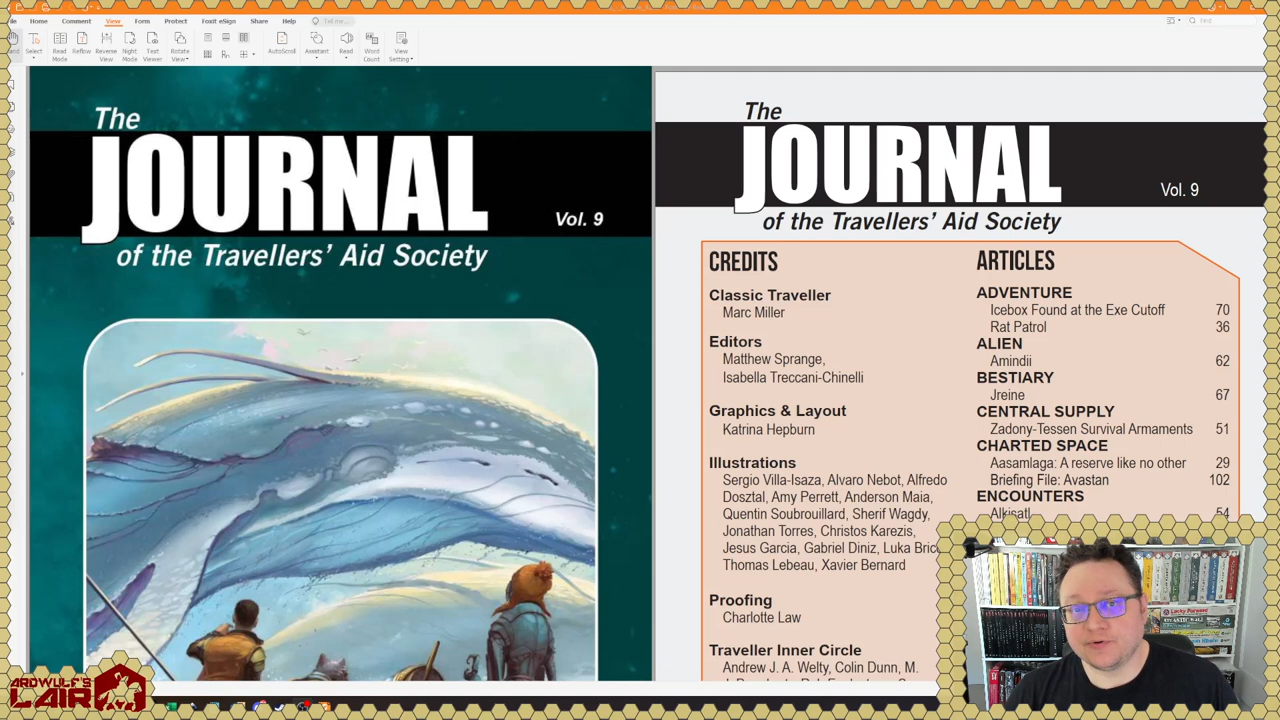 Home Comment View Form Protect Foxit eSign Share Help Tell me...
Find
Select Read Mode Reflow Reverse View Night Mode Text Viewer Rotate View AutoScroll Assistant Read Word Count View Setting
The
JOURNAL
Vol. 9
of the Travellers' Aid Society
The
JOURNAL
Vol. 9
of the Travellers' Aid Society
CREDITS
Classic Traveller
Marc Miller
Editors
Matthew Sprange,
Isabella Treccani-Chinelli
Graphics & Layout
Katrina Hepburn
Illustrations
Sergio Villa-Isaza, Alvaro Nebot, Alfredo
Dosztal, Amy Perrett, Anderson Maia,
Quentin Soubrouillard, Sherif Wagdy,
Jonathan Torres, Christos Karezis,
Jesus Garcia, Gabriel Diniz, Luka Bric
Thomas Lebeau, Xavier Bernard
Proofing
Charlotte Law
Traveller Inner Circle
Andrew J. A. Welty, Colin Dunn, M.
ARTICLES
ADVENTURE
Icebox Found at the Exe Cutoff 70
Rat Patrol 36
ALIEN
Amindii 62
BESTIARY
Jreine 67
CENTRAL SUPPLY
Zadony-Tessen Survival Armaments 51
CHARTED SPACE
Aasamlaga: A reserve like no other 29
Briefing File: Avastan 102
ENCOUNTERS
Alkisatl 54
ARDWULF'S
LAIR